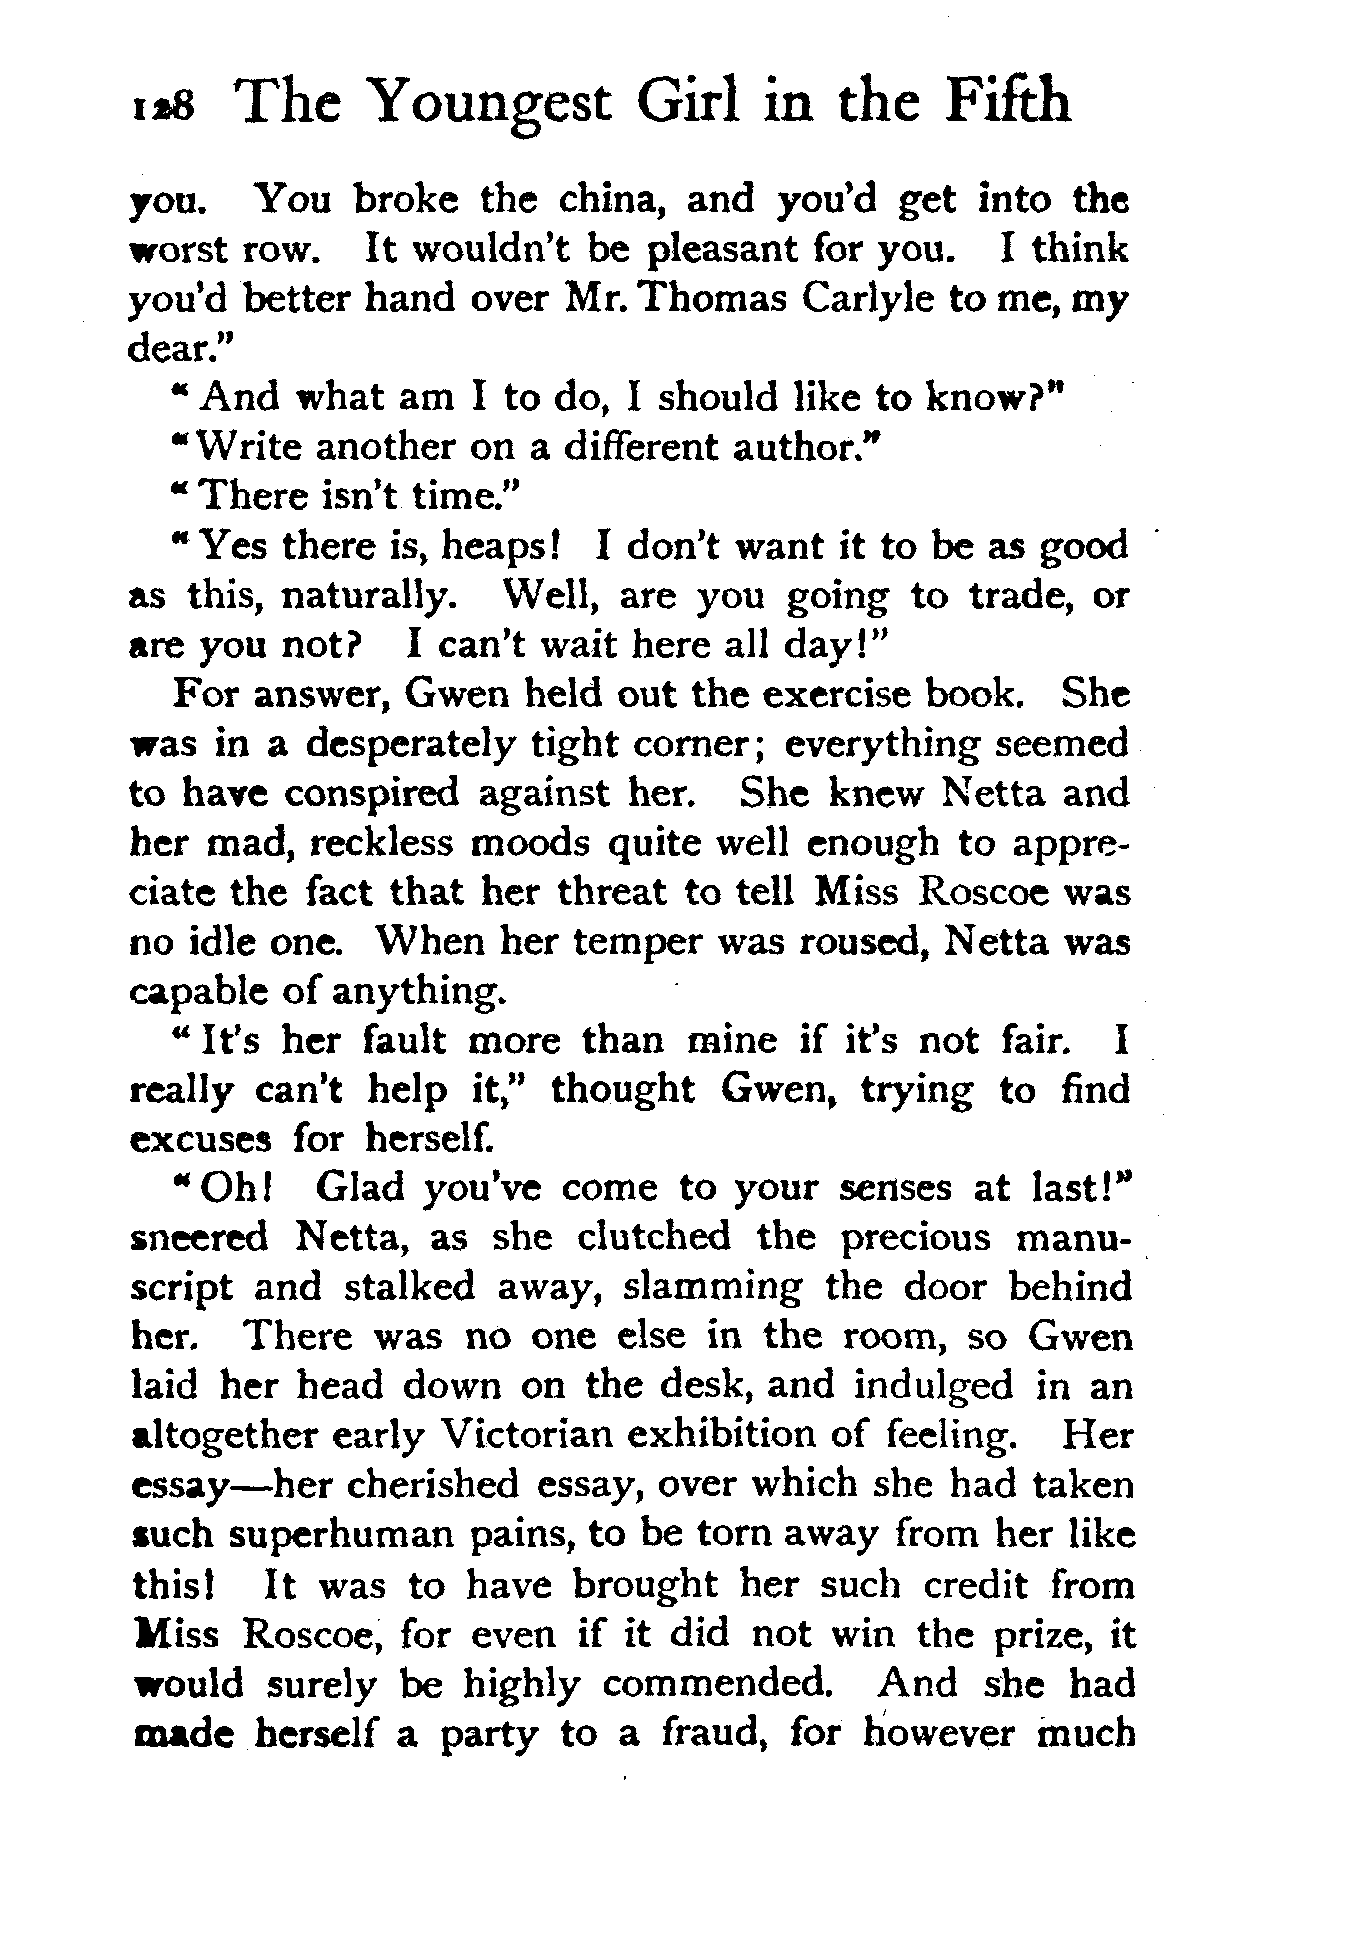 128 The Youngest Girl in the Fifth
you. You broke the china, and you'd get into the
worst row. It wouldn't be pleasant for you. I think
you'd better hand over Mr. Thomas Carlyle to me, my
dear."
"And what am I to do, I should like to know?"
"Write another on a different author."
"There isn't time."
"Yes there is, heaps! I don't want it to be as good
as this, naturally. Well, are you going to trade, or
are you not? I can't wait here all day!"
For answer, Gwen held out the exercise book. She
was in a desperately tight corner; everything seemed
to have conspired against her. She knew Netta and
her mad, reckless moods quite well enough to appre-
ciate the fact that her threat to tell Miss Roscoe was
no idle one. When her temper was roused, Netta was
capable of anything.
"It's her fault more than mine if it's not fair. I
really can't help it," thought Gwen, trying to find
excuses for herself.
"Oh! Glad you've come to your senses at last!"
sneered Netta, as she clutched the precious manu-
script and stalked away, slamming the door behind
her. There was no one else in the room, so Gwen
laid her head down on the desk, and indulged in an
altogether early Victorian exhibition of feeling. Her
essay—her cherished essay, over which she had taken
such superhuman pains, to be torn away from her like
this! It was to have brought her such credit from
Miss Roscoe, for even if it did not win the prize, it
would surely be highly commended. And she had
made herself a party to a fraud, for however much